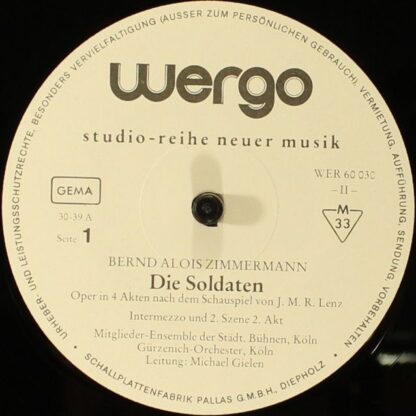 URHEBER- UND LEISTUNGSSCHUTZRECHTE, BESONDERS VERVIELFÄLTIGUNG (AUSSER ZUM PERSÖNLICHEN GEBRAUCH), VERMIETUNG, AUFFÜHRUNG, SENDUNG, VORBEHALTEN
wergo
studio-reihe neuer musik
GEMA
WER 60 030
– II –
30-39 A
M
33
Seite 1
BERND ALOIS ZIMMERMANN
Die Soldaten
Oper in 4 Akten nach dem Schauspiel von J. M. R. Lenz
Intermezzo und 2. Szene 2. Akt
Mitglieder-Ensemble der Städt. Bühnen, Köln
Gürzenich-Orchester, Köln
Leitung: Michael Gielen
• SCHALLPLATTENFABRIK PALLAS G.M.B.H., DIEPHOLZ •